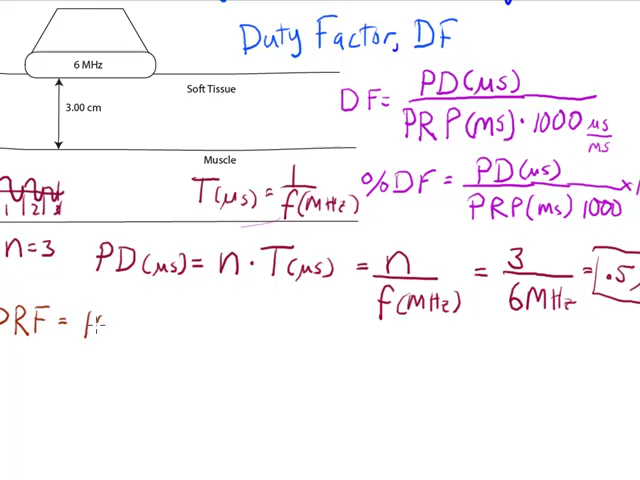 Duty Factor, DF
6 MHz
Soft Tissue
3.00 cm
Muscle
DF = PD(μs) / PRP(ms) · 1000 μs/ms
%DF = PD(μs) / PRP(ms) 1000 x 1
T(μs) = 1 / f(MHz)
1 2 3
n = 3
PD(μs) = n · T(μs) = n / f(MHz) = 3 / 6MHz = .5
PRF =